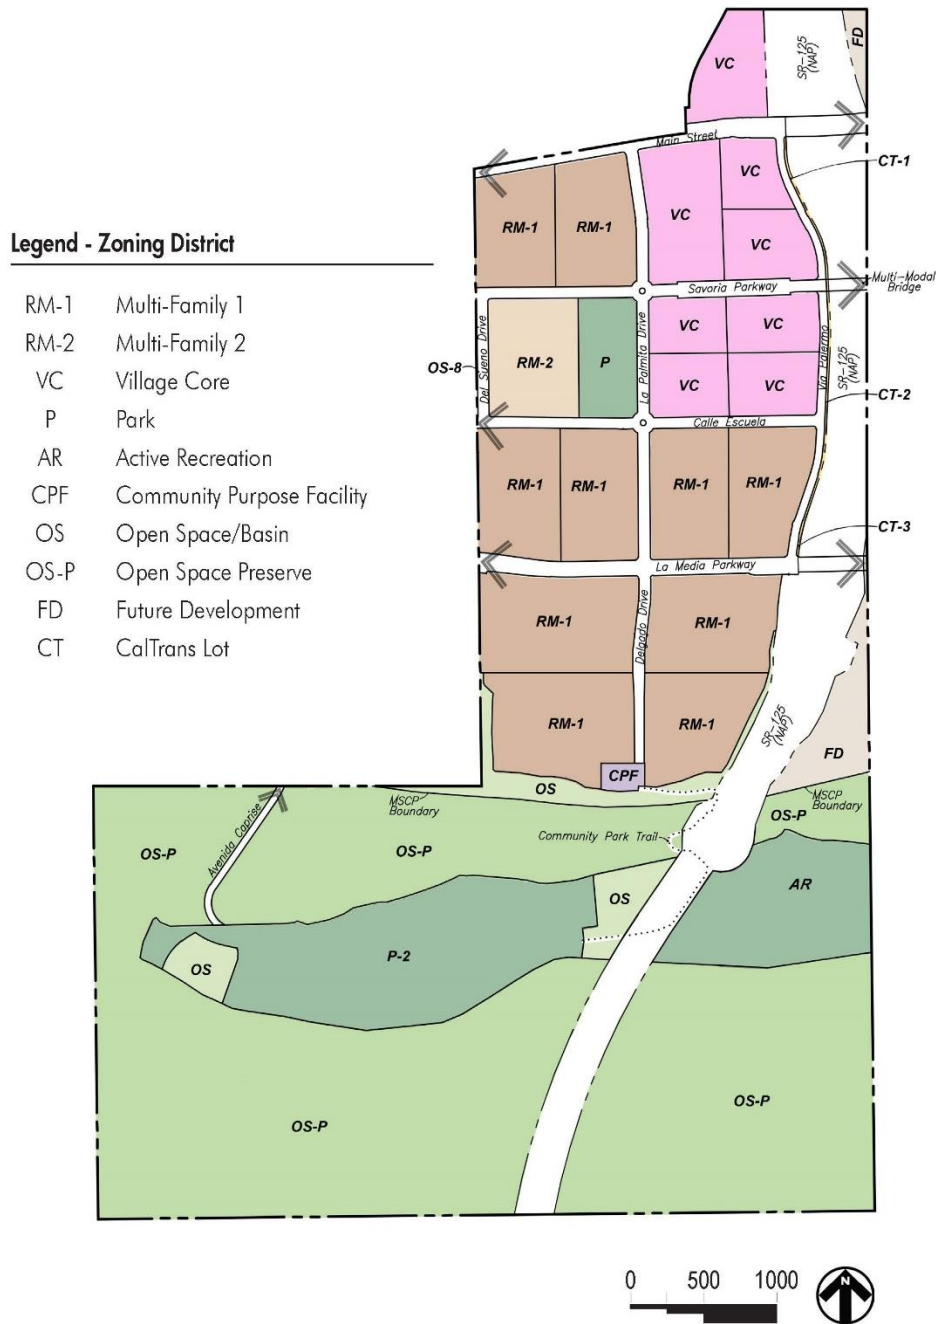 VC
SR-125
(NAP)
FD
Main Street
CT-1
VC
VC
VC
RM-1
RM-1
Legend - Zoning District
RM-1 Multi-Family 1
RM-2 Multi-Family 2
VC Village Core
P Park
AR Active Recreation
CPF Community Purpose Facility
OS Open Space/Basin
OS-P Open Space Preserve
FD Future Development
CT CalTrans Lot
Multi-Modal
Bridge
Savoria Parkway
Del Sueno Drive
OS-8
RM-2
P
La Palmita Drive
VC
VC
VC
VC
Via Palermo
SR-125
(NAP)
CT-2
Calle Escuela
RM-1
RM-1
RM-1
RM-1
CT-3
La Media Parkway
RM-1
Delgado Drive
RM-1
RM-1
RM-1
SR-125
(NAP)
FD
CPF
OS
MSCP
Boundary
MSCP
Boundary
Avenida Caprise
OS-P
OS-P
Community Park Trail
OS-P
OS
AR
OS
P-2
OS-P
OS-P
0 500 1000
N